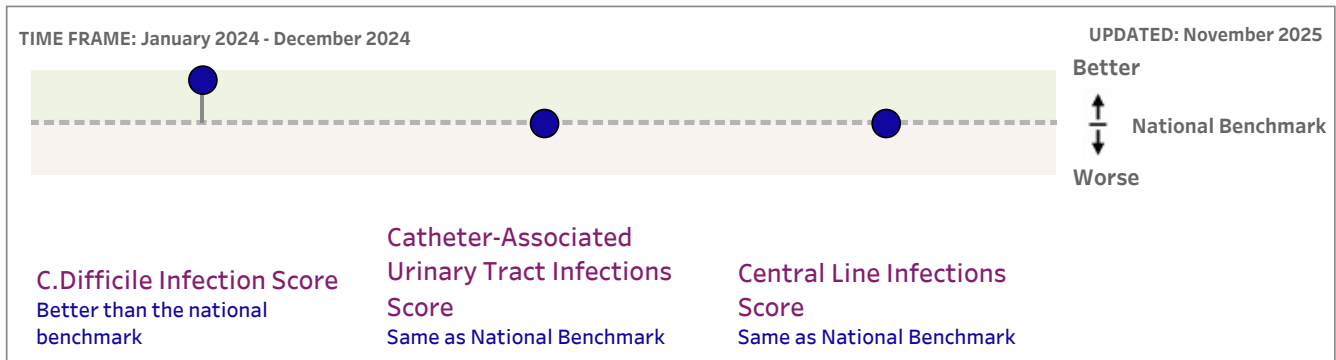 TIME FRAME: January 2024 - December 2024
UPDATED: November 2025
Better
National Benchmark
Worse
C.Difficile Infection Score
Better than the national
benchmark
Catheter-Associated
Urinary Tract Infections
Score
Same as National Benchmark
Central Line Infections
Score
Same as National Benchmark